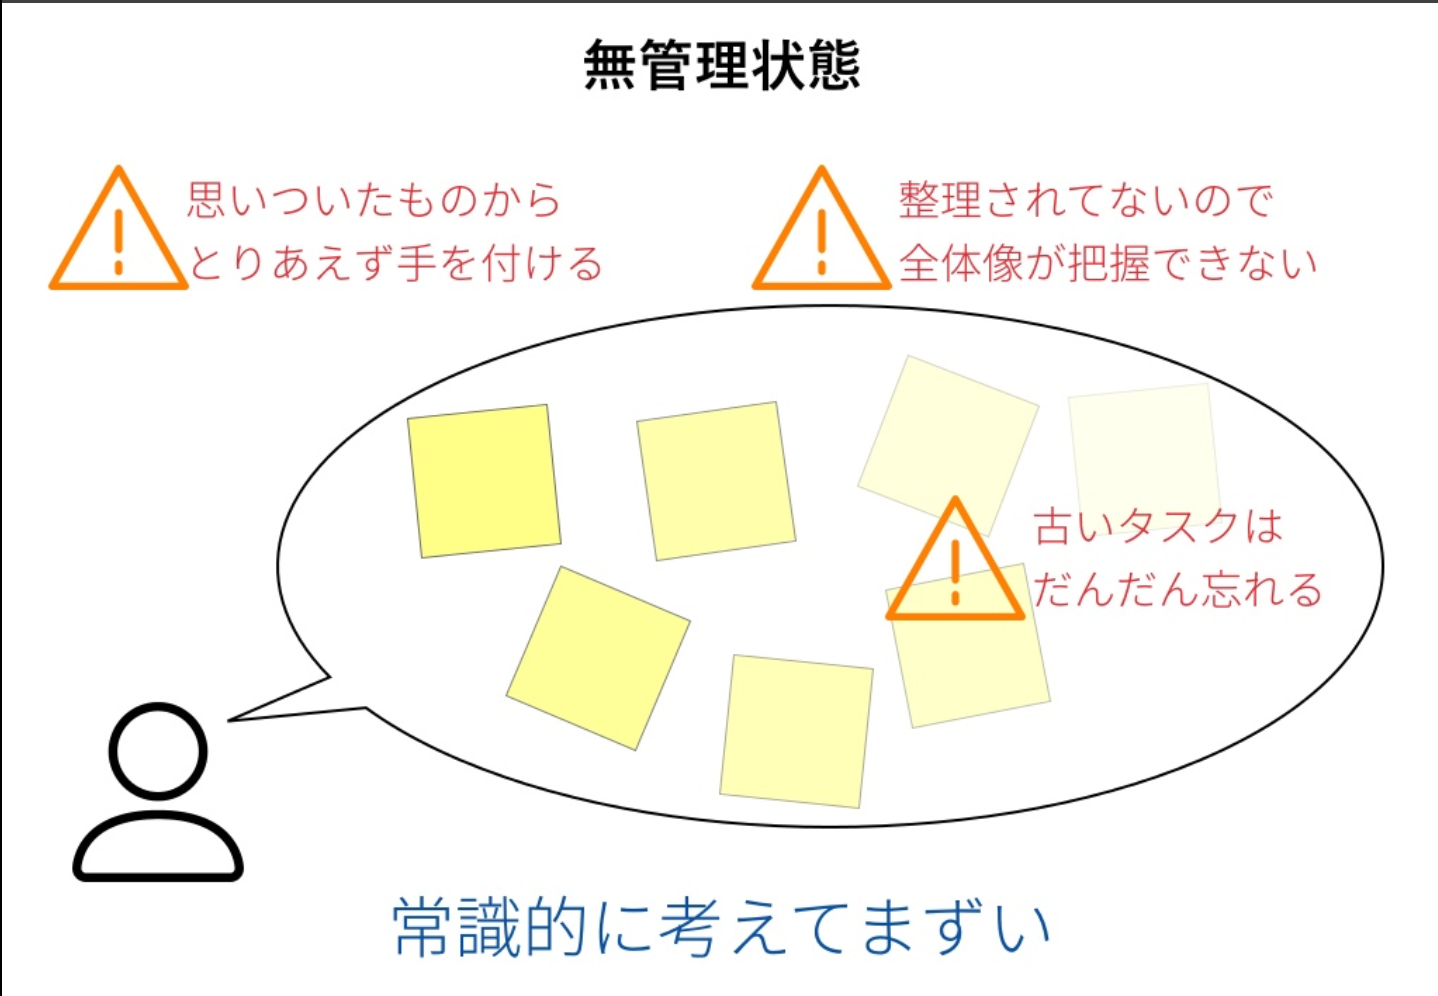 無管理状態
思いついたものから
とりあえず手を付ける
整理されてないので
全体像が把握できない
古いタスクは
だんだん忘れる
常識的に考えてまずい